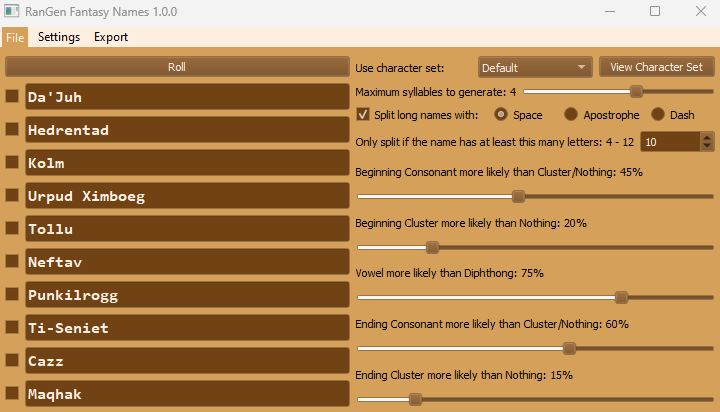 RanGen Fantasy Names 1.0.0
File Settings Export
Roll
Da'Juh
Hedrentad
Kolm
Urpud Ximboeg
Tollu
Neftav
Punkilrogg
Ti-Seniet
Cazz
Maqhak
Use character set: Default View Character Set
Maximum syllables to generate: 4
Split long names with: Space Apostrophe Dash
Only split if the name has at least this many letters: 4 - 12 10
Beginning Consonant more likely than Cluster/Nothing: 45%
Beginning Cluster more likely than Nothing: 20%
Vowel more likely than Diphthong: 75%
Ending Consonant more likely than Cluster/Nothing: 60%
Ending Cluster more likely than Nothing: 15%